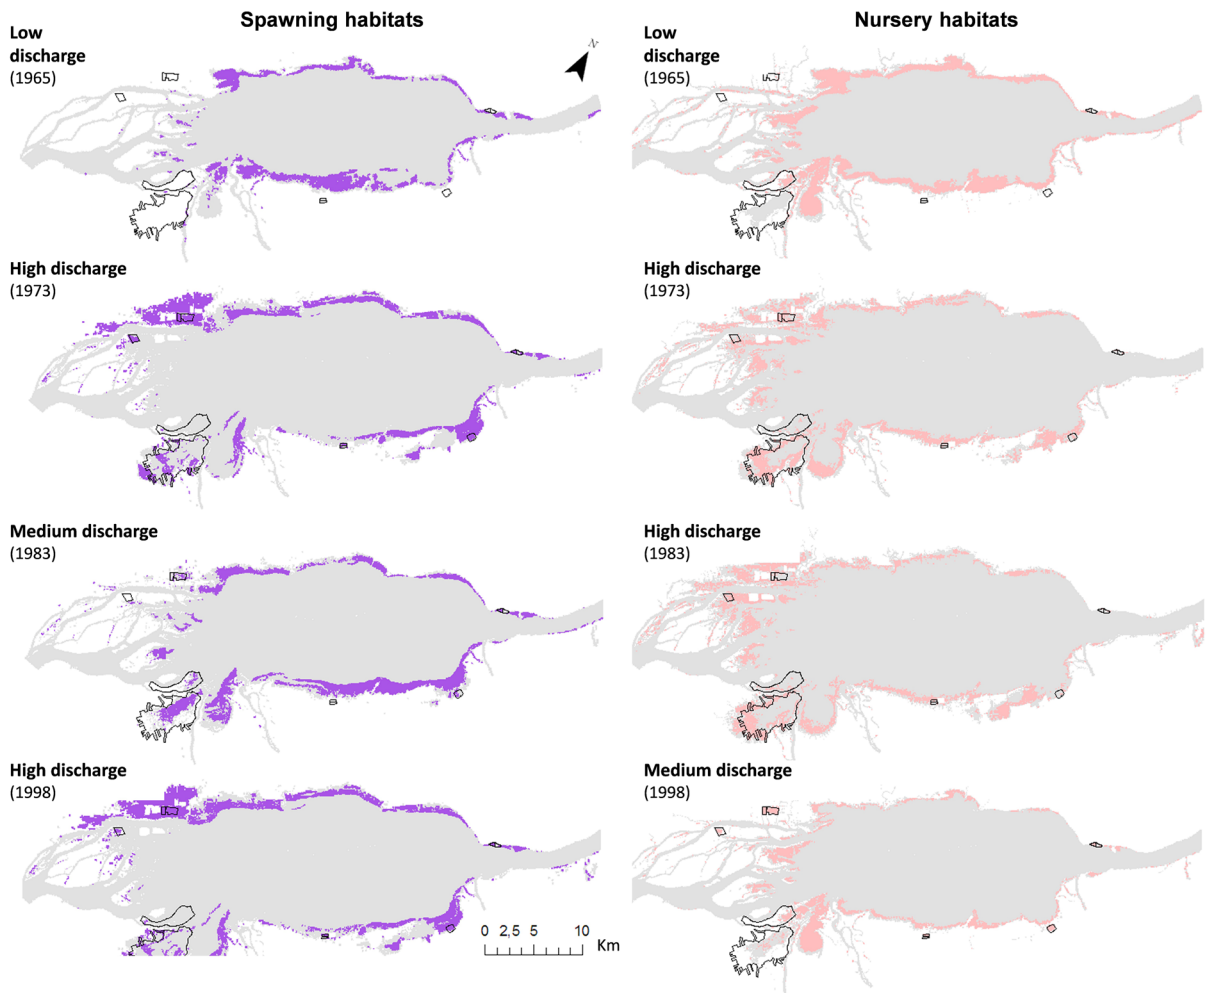 Spawning habitats
Nursery habitats
Low
discharge
(1965)
N
Low
discharge
(1965)
High discharge
(1973)
High discharge
(1973)
Medium discharge
(1983)
High discharge
(1983)
High discharge
(1998)
Medium discharge
(1998)
0 2,5 5 10
Km